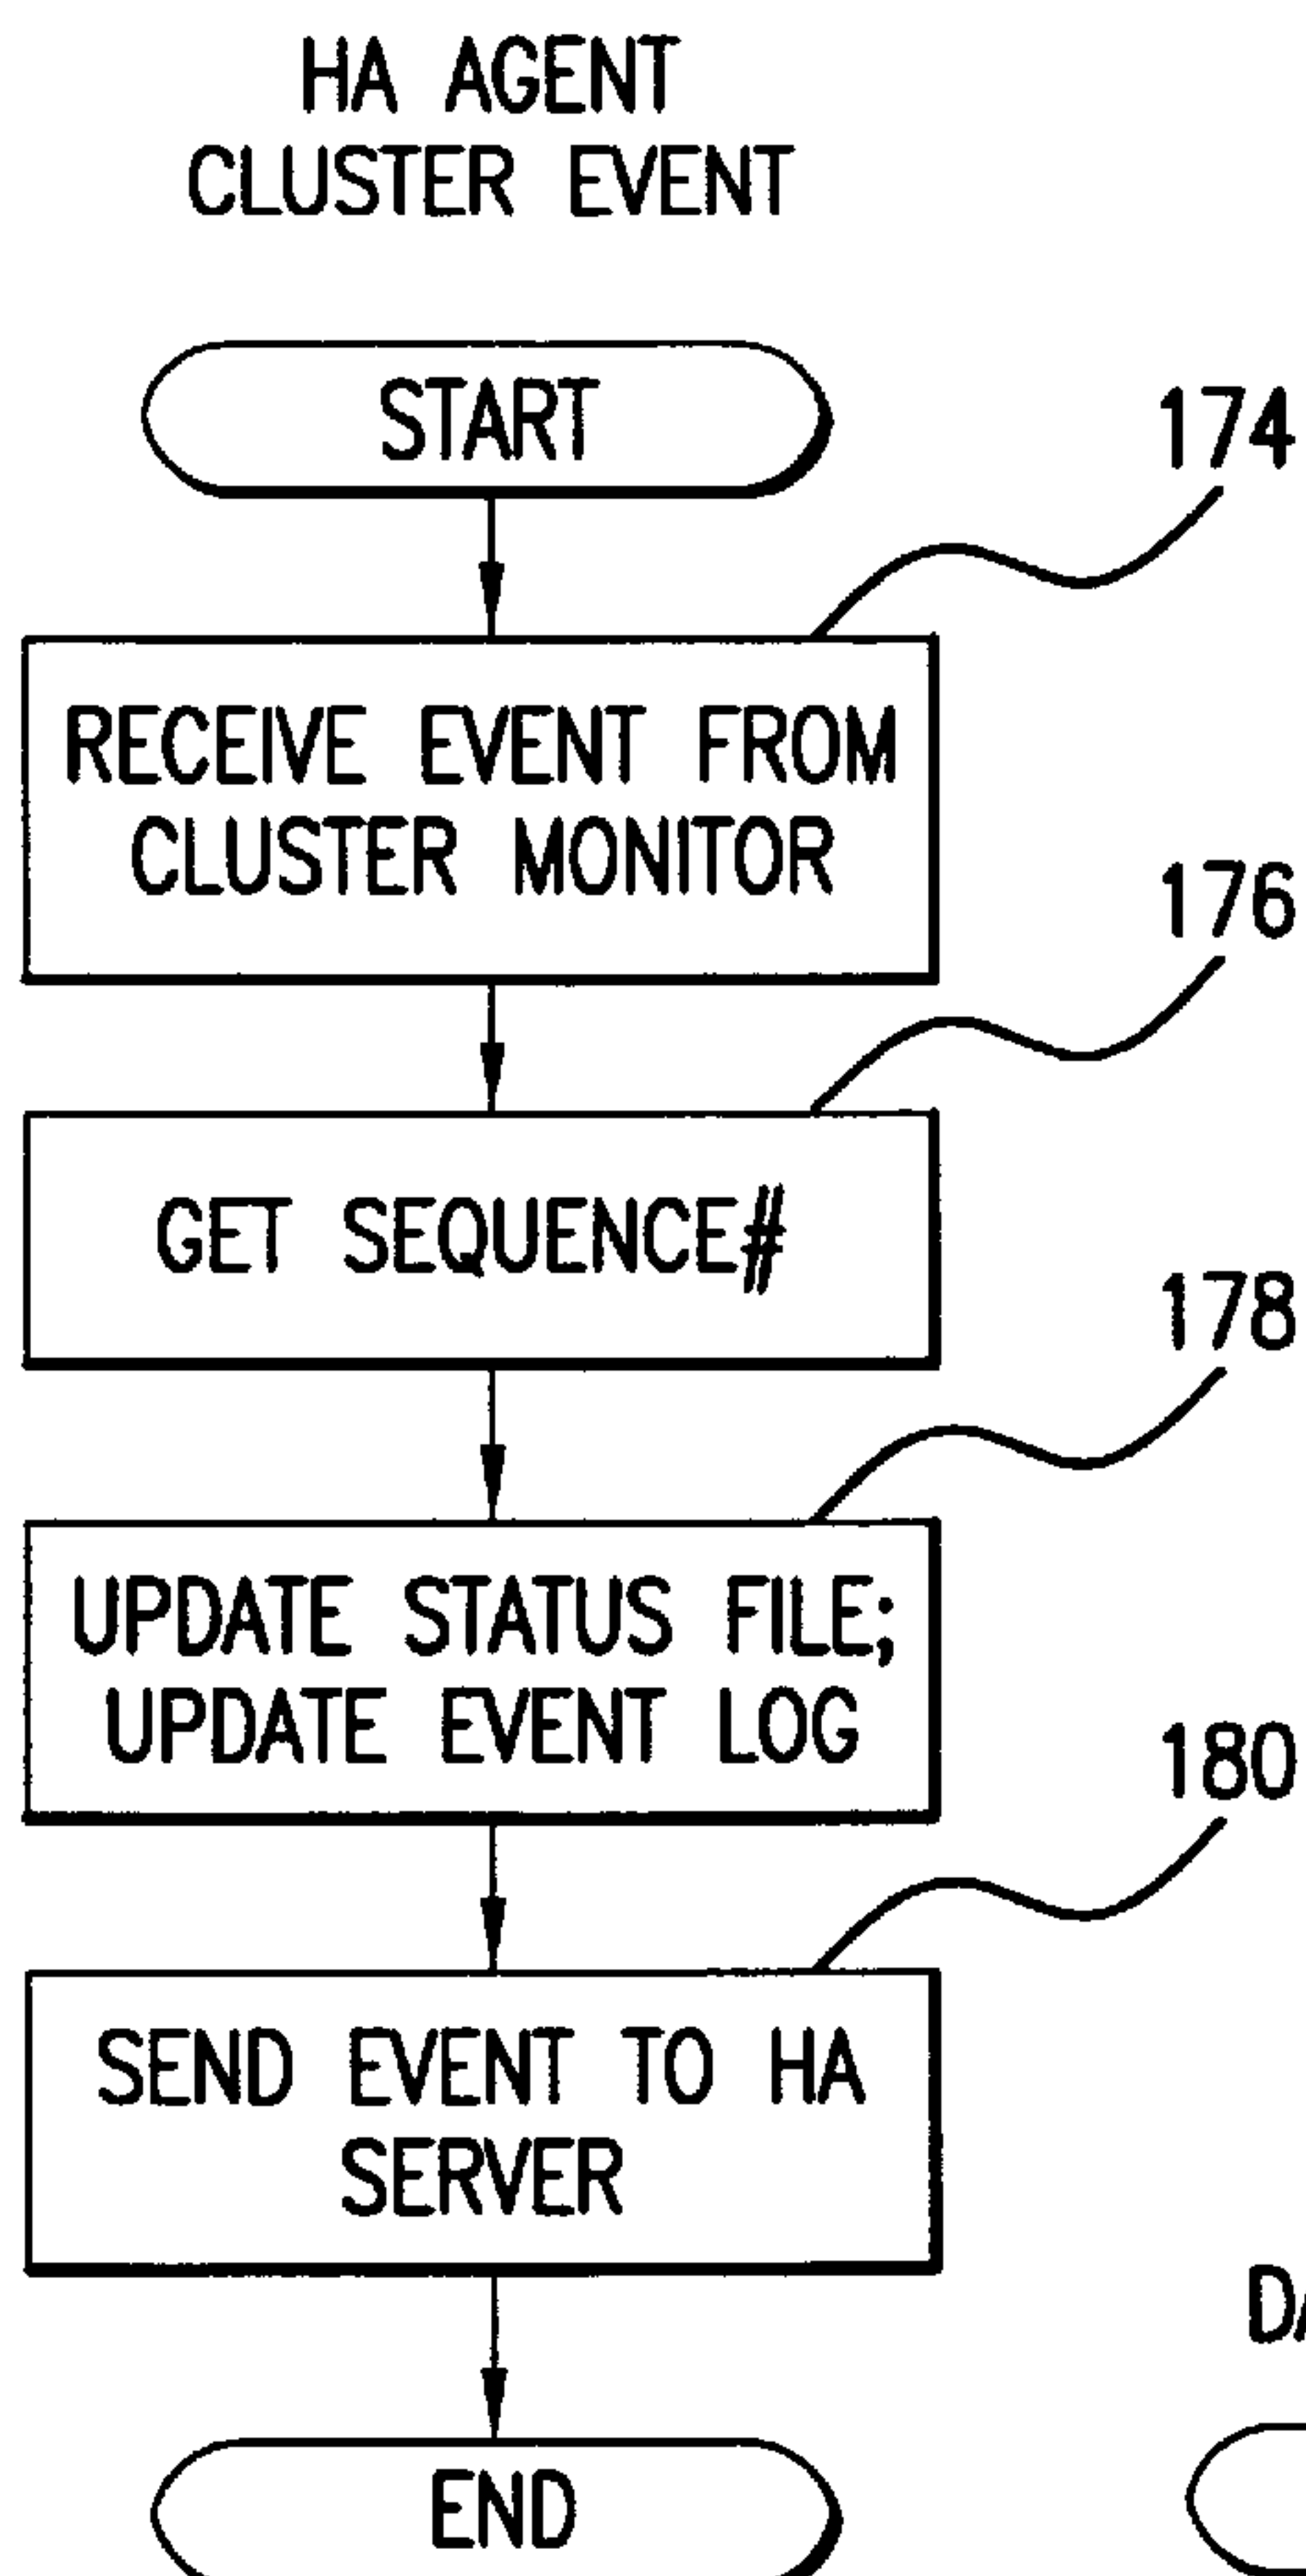 HA AGENT
CLUSTER EVENT
START
174
RECEIVE EVENT FROM
CLUSTER MONITOR
176
GET SEQUENCE#
178
UPDATE STATUS FILE;
UPDATE EVENT LOG
180
SEND EVENT TO HA
SERVER
END